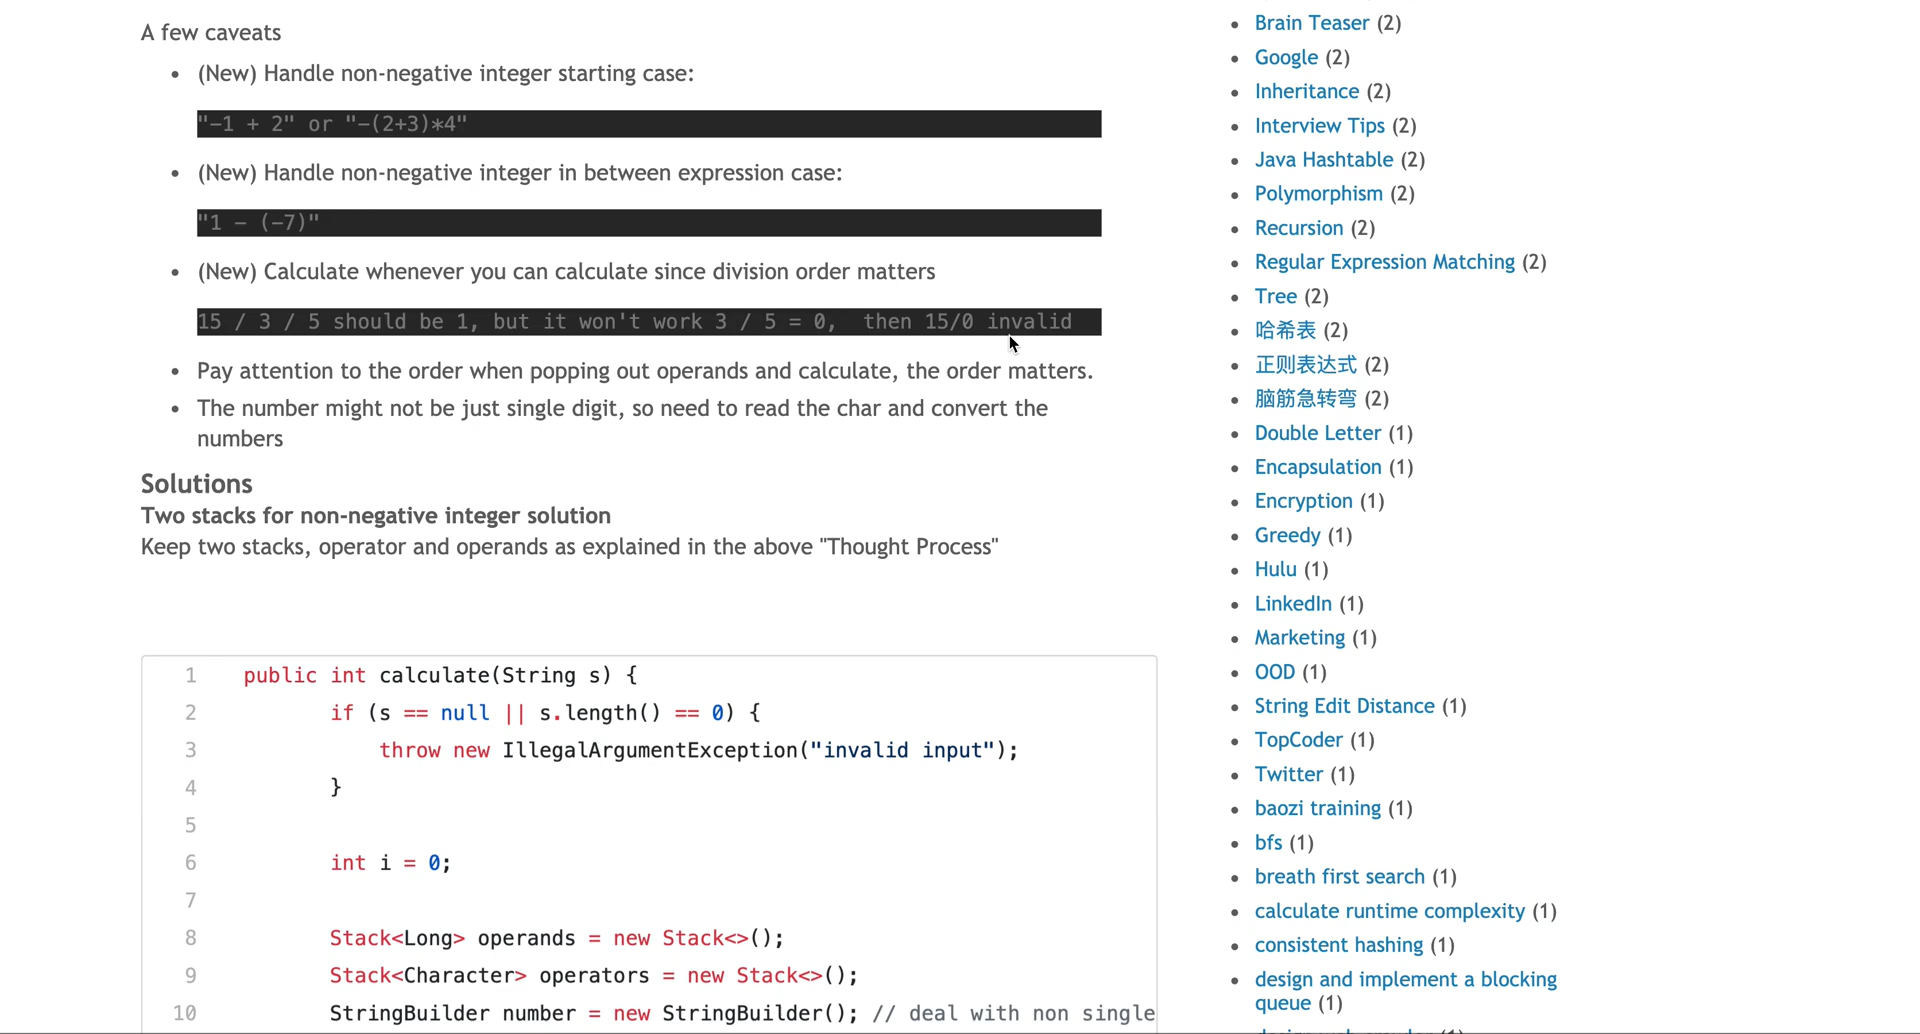 A few caveats
(New) Handle non-negative integer starting case:
"-1 + 2" or "-(2+3)*4"
(New) Handle non-negative integer in between expression case:
"1 - (-7)"
(New) Calculate whenever you can calculate since division order matters
15 / 3 / 5 should be 1, but it won't work 3 / 5 = 0,  then 15/0 invalid
Pay attention to the order when popping out operands and calculate, the order matters.
The number might not be just single digit, so need to read the char and convert the
numbers
Solutions
Two stacks for non-negative integer solution
Keep two stacks, operator and operands as explained in the above "Thought Process"
1 public int calculate(String s) {
2 if (s == null || s.length() == 0) {
3 throw new IllegalArgumentException("invalid input");
4 }
5
6 int i = 0;
7
8 Stack<Long> operands = new Stack<>();
9 Stack<Character> operators = new Stack<>();
10 StringBuilder number = new StringBuilder(); // deal with non single
Brain Teaser (2)
Google (2)
Inheritance (2)
Interview Tips (2)
Java Hashtable (2)
Polymorphism (2)
Recursion (2)
Regular Expression Matching (2)
Tree (2)
哈希表 (2)
正则表达式 (2)
脑筋急转弯 (2)
Double Letter (1)
Encapsulation (1)
Encryption (1)
Greedy (1)
Hulu (1)
LinkedIn (1)
Marketing (1)
OOD (1)
String Edit Distance (1)
TopCoder (1)
Twitter (1)
baozi training (1)
bfs (1)
breath first search (1)
calculate runtime complexity (1)
consistent hashing (1)
design and implement a blocking
queue (1)